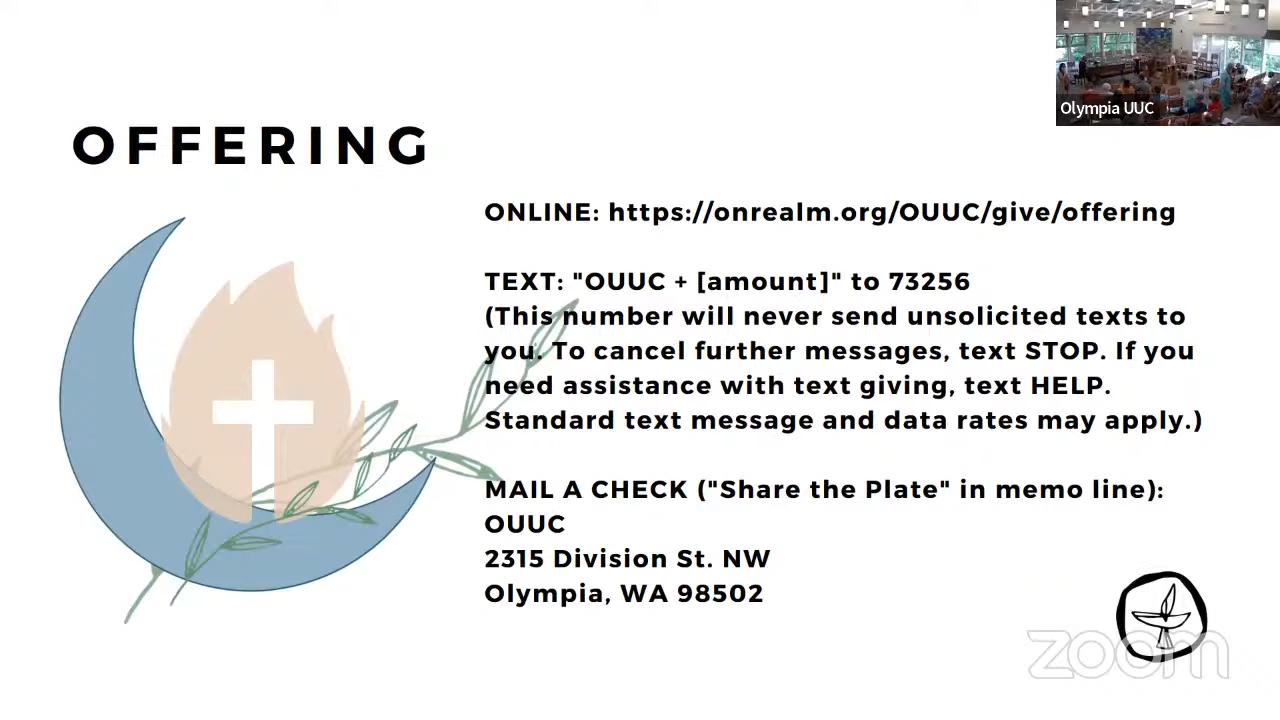 Olympia UUC
OFFERING
ONLINE: https://onrealm.org/OUUC/give/offering
TEXT: "OUUC + [amount]" to 73256
(This number will never send unsolicited texts to
you. To cancel further messages, text STOP. If you
need assistance with text giving, text HELP.
Standard text message and data rates may apply.)
MAIL A CHECK ("Share the Plate" in memo line):
OUUC
2315 Division St. NW
Olympia, WA 98502
zoom